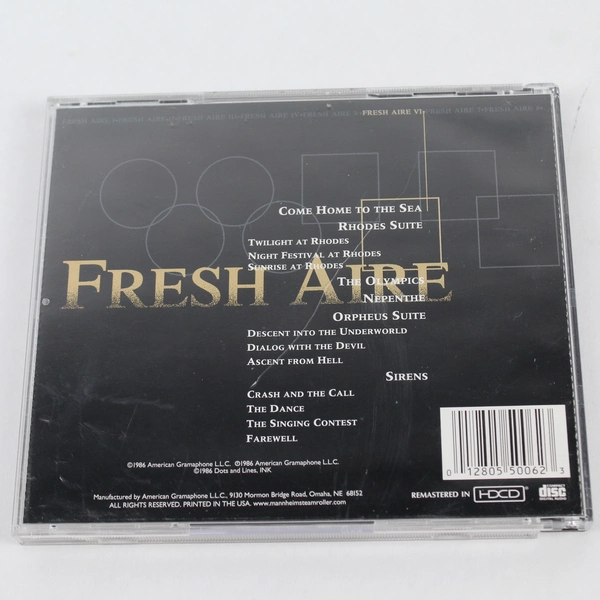 FRESH AIRE VI
COME HOME TO THE SEA
RHODES SUITE
TWILIGHT AT RHODES
NIGHT FESTIVAL AT RHODES
SUNRISE AT RHODES
FRESH AIRE
THE OLYMPICS
NEPENTHE
ORPHEUS SUITE
DESCENT INTO THE UNDERWORLD
DIALOG WITH THE DEVIL
ASCENT FROM HELL
SIRENS
CRASH AND THE CALL
THE DANCE
THE SINGING CONTEST
FAREWELL
©1986 American Gramaphone L.L.C. ℗1986 American Gramaphone L.L.C.
©1986 Dots and Lines, INK
Manufactured by American Gramaphone L.L.C., 9130 Mormon Bridge Road, Omaha, NE 68152
ALL RIGHTS RESERVED. PRINTED IN THE USA. www.mannheimsteamroller.com
0 12805 50062 3
REMASTERED IN HDCD
COMPACT disc DIGITAL AUDIO